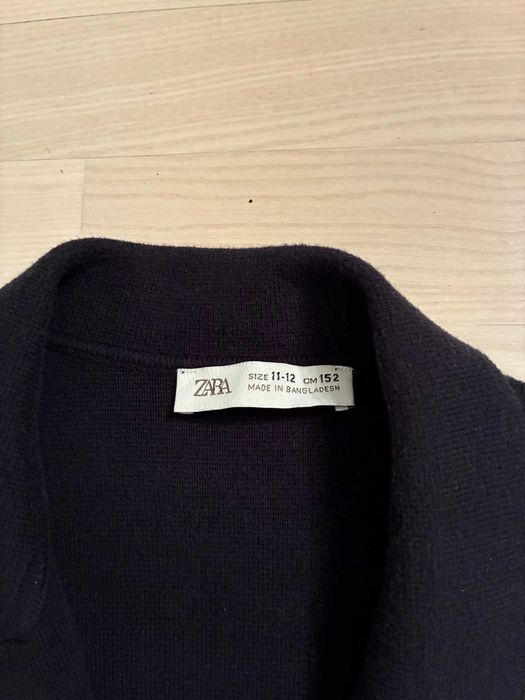 ZARA
SIZE 11-12 CM 152
MADE IN BANGLADESH